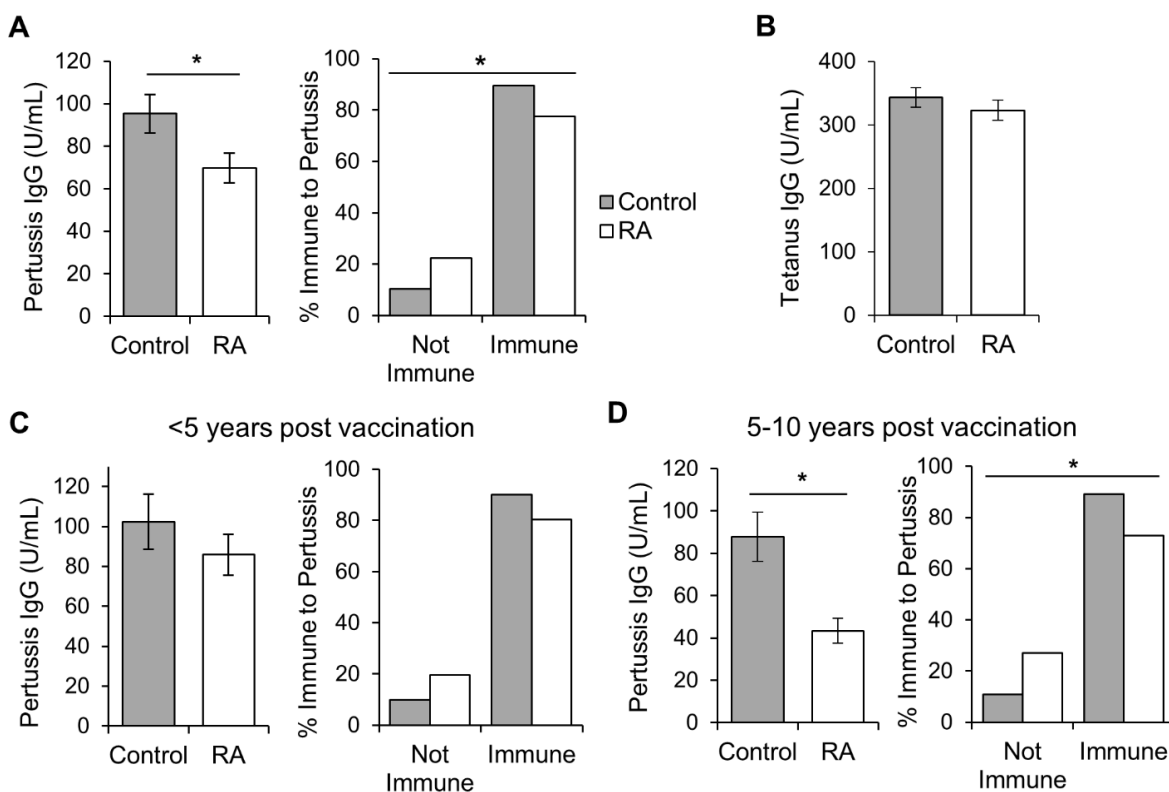 A
Pertussis IgG (U/mL)
120
100
80
60
40
20
0
*
Control RA
% Immune to Pertussis
100
80
60
40
20
0
*
Not Immune
Immune
Control
RA
B
Tetanus IgG (U/mL)
400
300
200
100
0
Control RA
C
<5 years post vaccination
Pertussis IgG (U/mL)
120
100
80
60
40
20
0
Control RA
% Immune to Pertussis
100
80
60
40
20
0
Not Immune
Immune
D
5-10 years post vaccination
Pertussis IgG (U/mL)
120
100
80
60
40
20
0
*
Control RA
% Immune to Pertussis
100
80
60
40
20
0
*
Not Immune
Immune